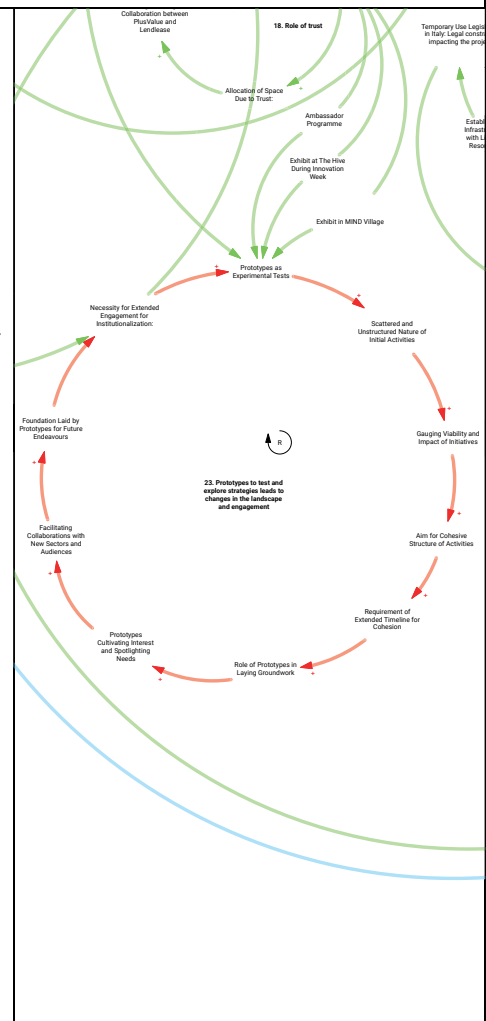 Collaboration between
PlusValue and
Lendlease
18. Role of trust
Temporary Use Legis
in Italy: Legal constr
impacting the proje
Allocation of Space
Due to Trust:
Ambassador
Programme
Establ
Infrastr
with L
Resor
Exhibit at The Hive
During Innovation
Week
Exhibit in MIND Village
Prototypes as
Experimental Tests
Necessity for Extended
Engagement for
Institutionalization:
Scattered and
Unstructured Nature of
Initial Activities
Foundation Laid by
Prototypes for Future
Endeavours
Gauging Viability and
Impact of Initiatives
R
23. Prototypes to test and
explore strategies leads to
changes in the landscape
and engagement
Facilitating
Collaborations with
New Sectors and
Audiences
Aim for Cohesive
Structure of Activities
Requirement of
Extended Timeline for
Cohesion
Prototypes
Cultivating Interest
and Spotlighting
Needs
Role of Prototypes in
Laying Groundwork